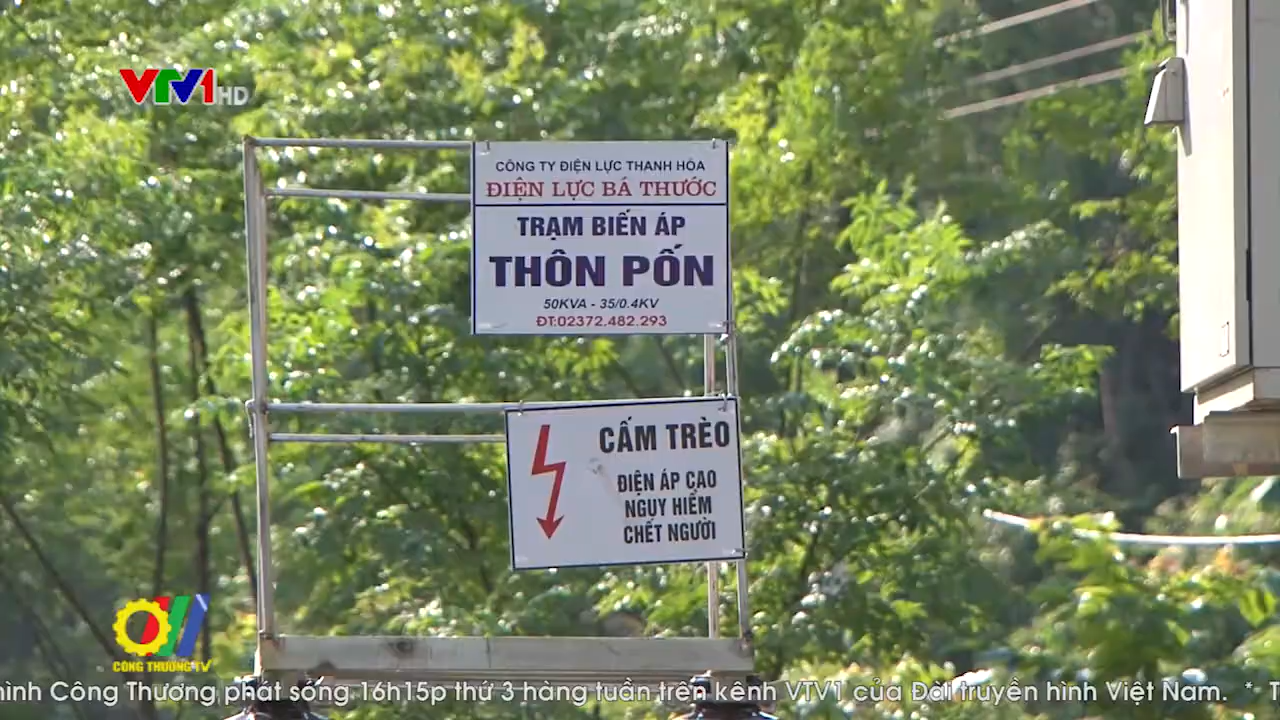 VTV1 HD
CÔNG TY ĐIỆN LỰC THANH HÓA
ĐIỆN LỰC BÁ THƯỚC
TRẠM BIẾN ÁP
THÔN PỐN
50KVA - 35/0.4KV
ĐT:02372.482.293
CẤM TRÈO
ĐIỆN ÁP CAO
NGUY HIỂM
CHẾT NGƯỜI
CÔNG THƯƠNG TV
hình Công Thương phát sóng 16h15p thứ 3 hàng tuần trên kênh VTV1 của Đài truyền hình Việt Nam. * T